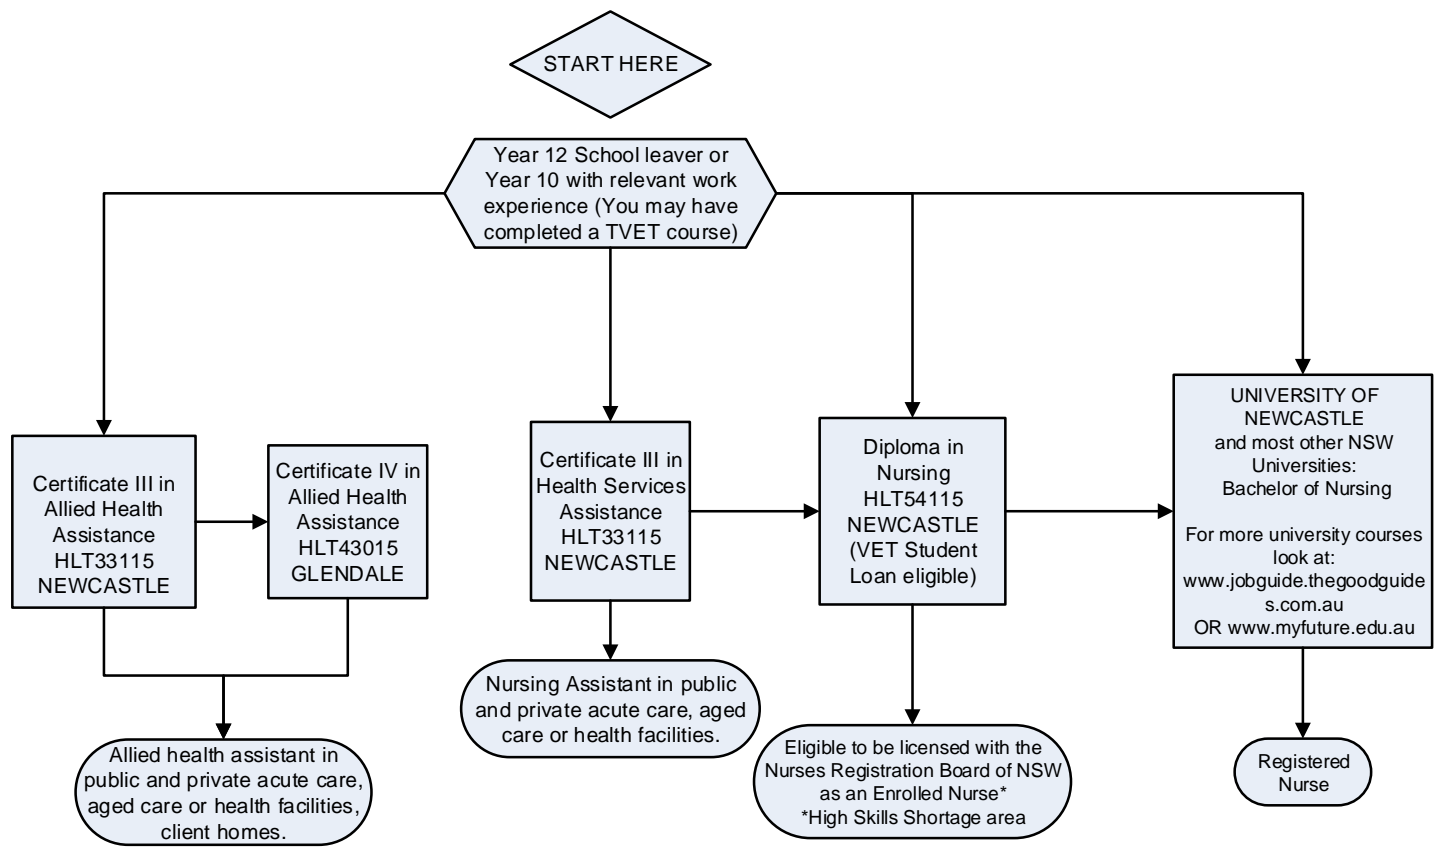 START HERE
Year 12 School leaver or
Year 10 with relevant work
experience (You may have
completed a TVET course)
Certificate III in
Allied Health
Assistance
HLT33115
NEWCASTLE
Certificate IV in
Allied Health
Assistance
HLT43015
GLENDALE
Certificate III in
Health Services
Assistance
HLT33115
NEWCASTLE
Diploma in
Nursing
HLT54115
NEWCASTLE
(VET Student
Loan eligible)
UNIVERSITY OF
NEWCASTLE
and most other NSW
Universities:
Bachelor of Nursing
For more university courses
look at:
www.jobguide.thegoodguide
s.com.au
OR www.myfuture.edu.au
Allied health assistant in
public and private acute care,
aged care or health facilities,
client homes.
Nursing Assistant in public
and private acute care, aged
care or health facilities.
Eligible to be licensed with the
Nurses Registration Board of NSW
as an Enrolled Nurse*
*High Skills Shortage area
Registered
Nurse